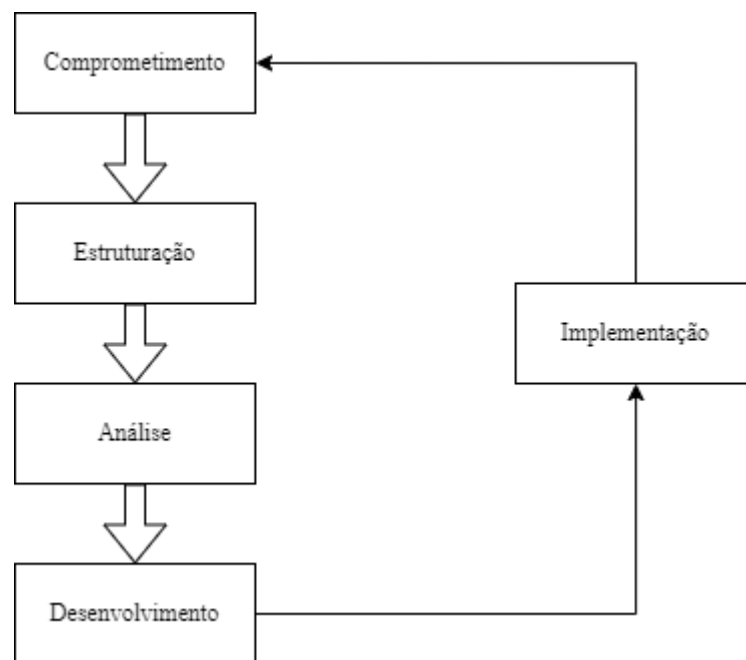 Comprometimento
Estruturação
Implementação
Análise
Desenvolvimento